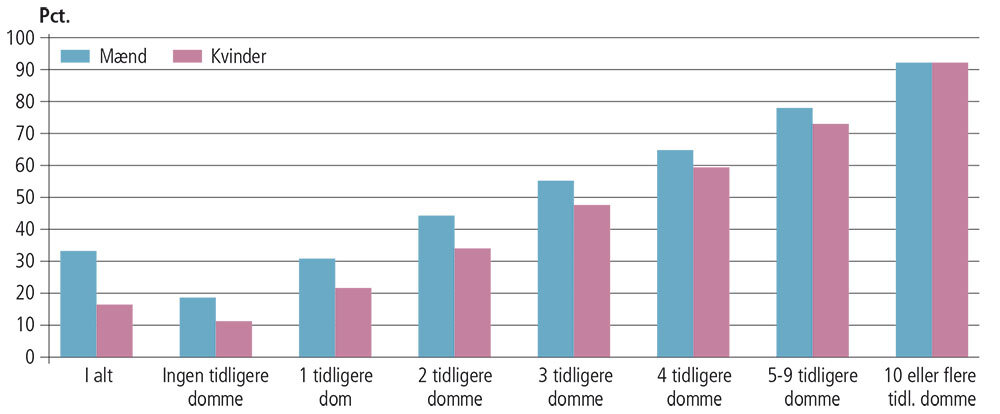 Pct.
100
90
80
70
60
50
40
30
20
10
0
Mænd
Kvinder
I alt
Ingen tidligere
domme
1 tidligere
dom
2 tidligere
domme
3 tidligere
domme
4 tidligere
domme
5-9 tidligere
domme
10 eller flere
tidl. domme